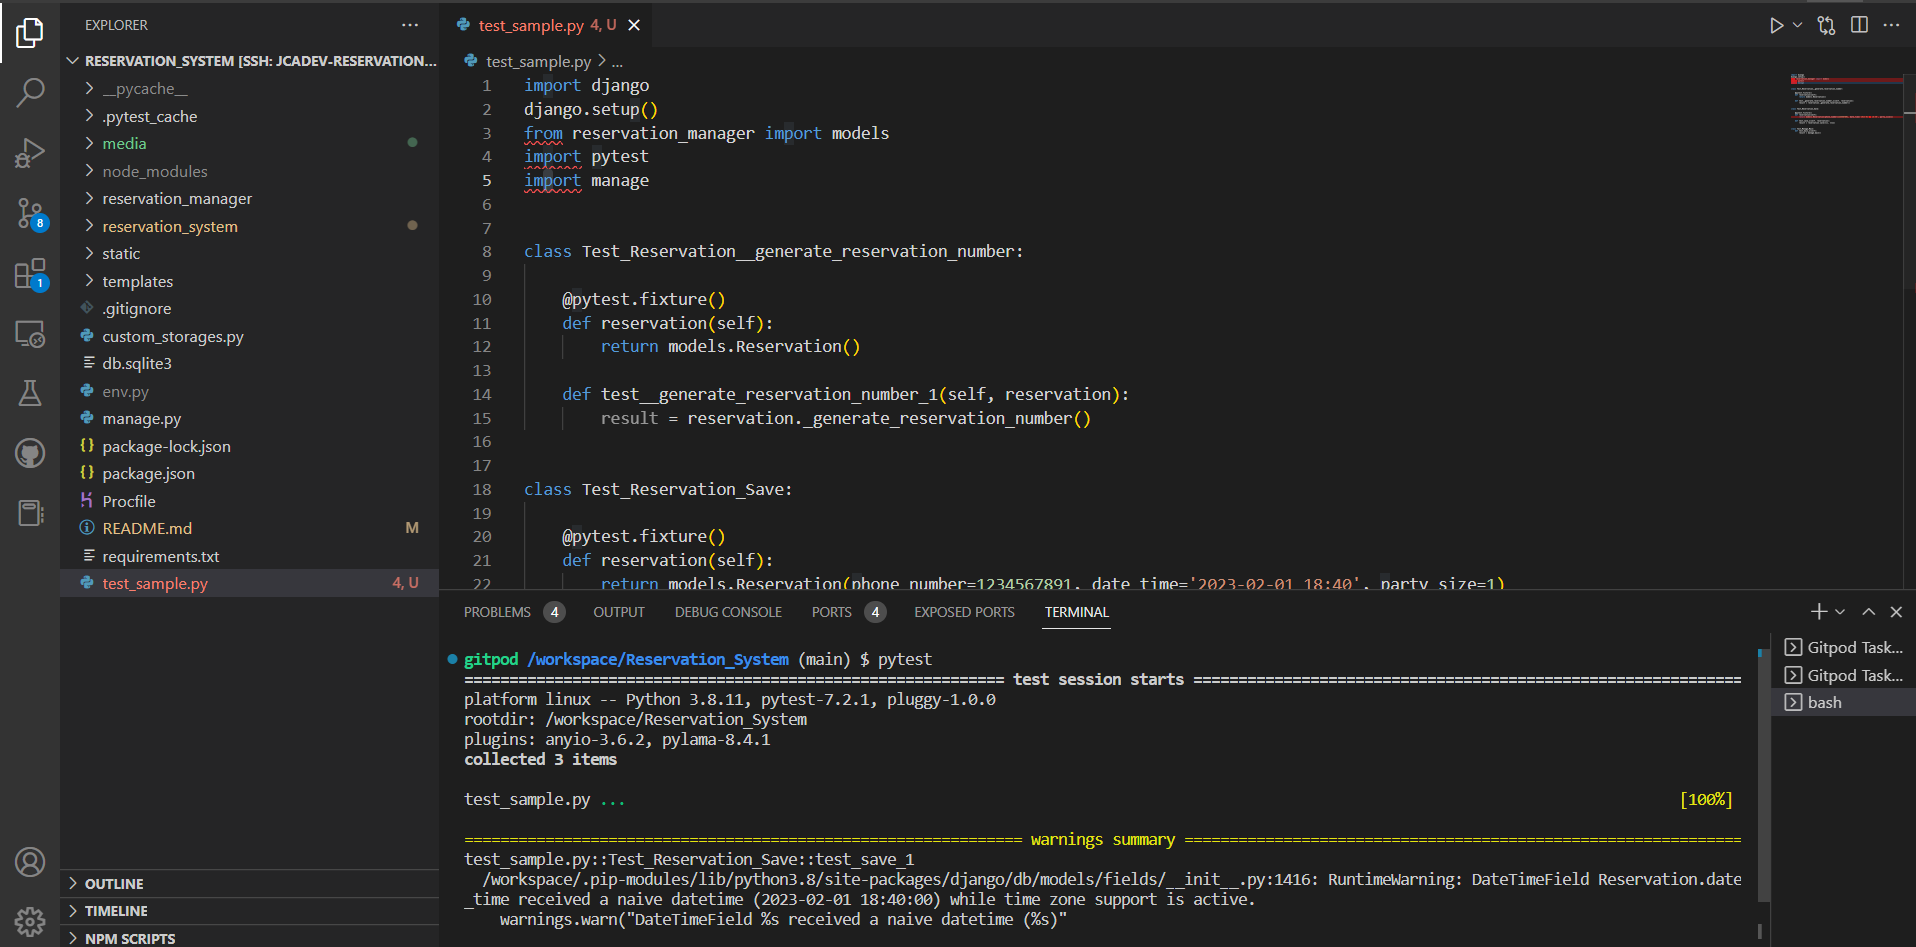 EXPLORER
RESERVATION_SYSTEM [SSH: JCADEV-RESERVATION...
__pycache__
.pytest_cache
media
node_modules
reservation_manager
reservation_system
static
templates
.gitignore
custom_storages.py
db.sqlite3
env.py
manage.py
package-lock.json
package.json
Procfile
README.md M
requirements.txt
test_sample.py 4, U
OUTLINE
TIMELINE
NPM SCRIPTS
8
1
test_sample.py 4, U
test_sample.py > ...
1 import django
2 django.setup()
3 from reservation_manager import models
4 import pytest
5 import manage
6
7
8 class Test_Reservation__generate_reservation_number:
9
10 @pytest.fixture()
11 def reservation(self):
12 return models.Reservation()
13
14 def test__generate_reservation_number_1(self, reservation):
15 result = reservation._generate_reservation_number()
16
17
18 class Test_Reservation_Save:
19
20 @pytest.fixture()
21 def reservation(self):
22 return models.Reservation(phone_number=1234567891, date_time='2023-02-01 18:40', party_size=1)
PROBLEMS 4 OUTPUT DEBUG CONSOLE PORTS 4 EXPOSED PORTS TERMINAL
gitpod /workspace/Reservation_System (main) $ pytest
============================================================ test session starts =============================================================
platform linux -- Python 3.8.11, pytest-7.2.1, pluggy-1.0.0
rootdir: /workspace/Reservation_System
plugins: anyio-3.6.2, pylama-8.4.1
collected 3 items
test_sample.py ... [100%]
============================================================== warnings summary ==============================================================
test_sample.py::Test_Reservation_Save::test_save_1
/workspace/.pip-modules/lib/python3.8/site-packages/django/db/models/fields/__init__.py:1416: RuntimeWarning: DateTimeField Reservation.date
_time received a naive datetime (2023-02-01 18:40:00) while time zone support is active.
warnings.warn("DateTimeField %s received a naive datetime (%s)"
Gitpod Task...
Gitpod Task...
bash